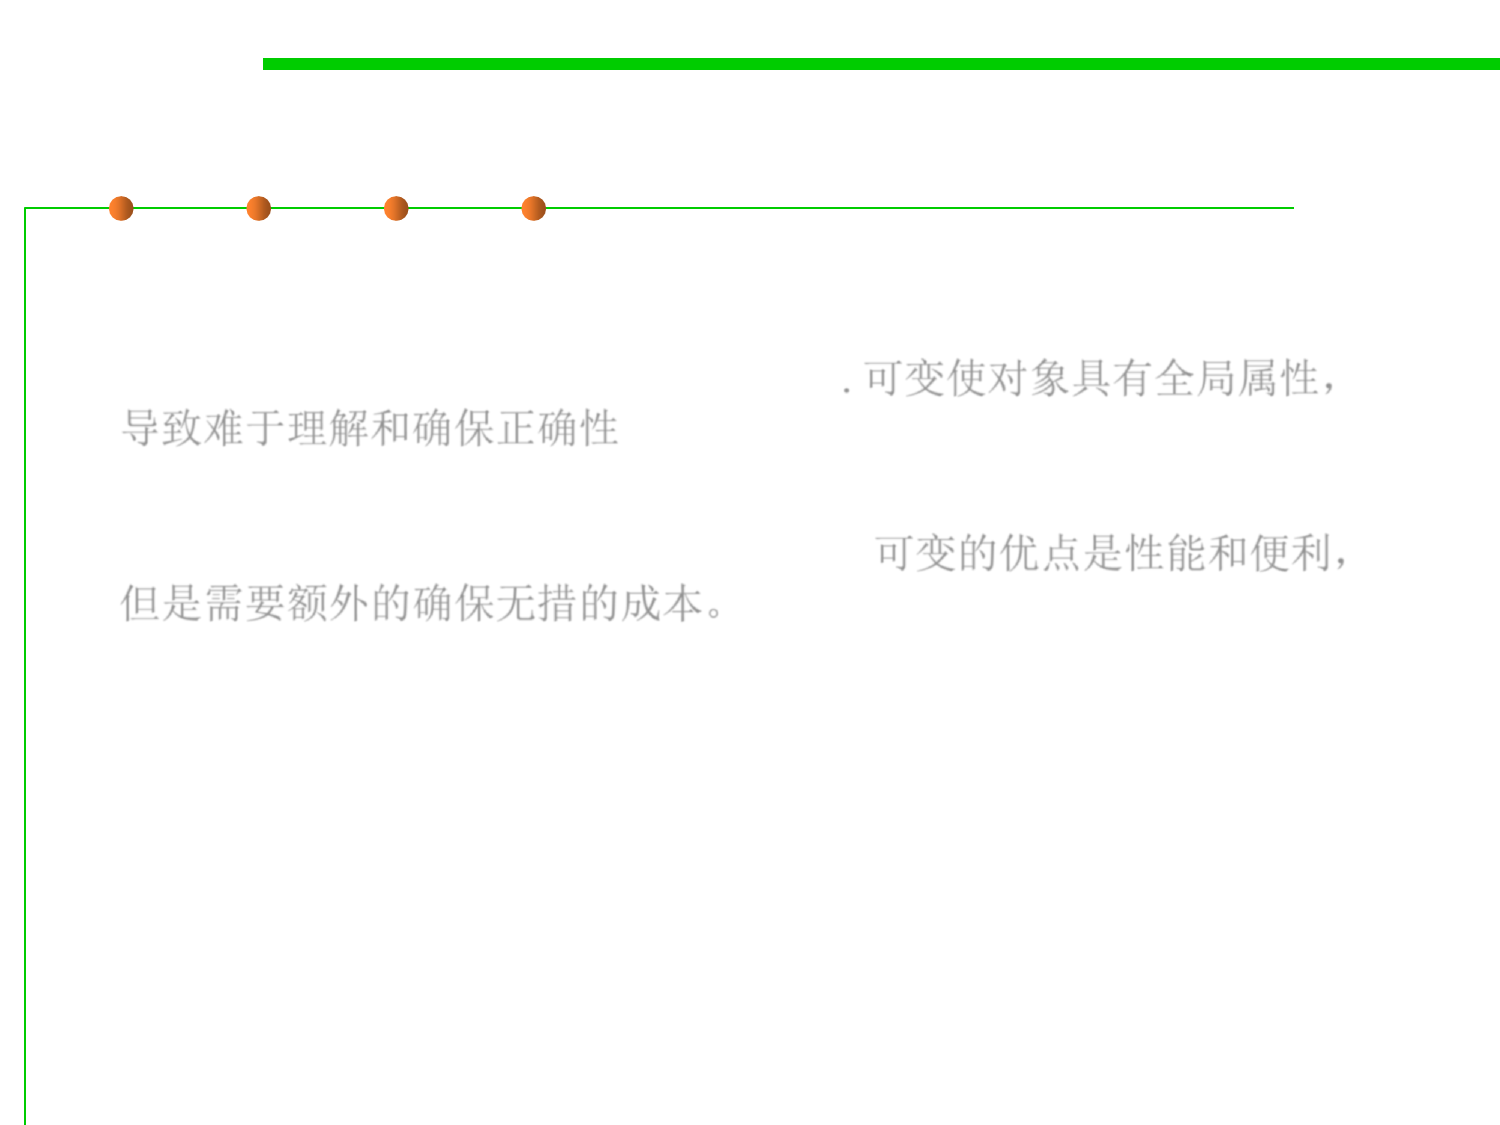 . 可变使对象具有全局属性，
导致难于理解和确保正确性
可变的优点是性能和便利，
但是需要额外的确保无措的成本。